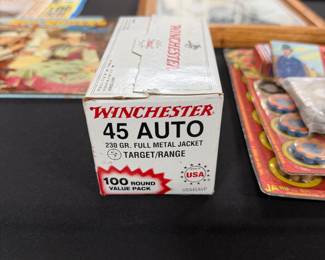 WINCHESTER
WINCHESTER
45 AUTO
230 GR. FULL METAL JACKET
TARGET/RANGE
100 ROUND
VALUE PACK
USA